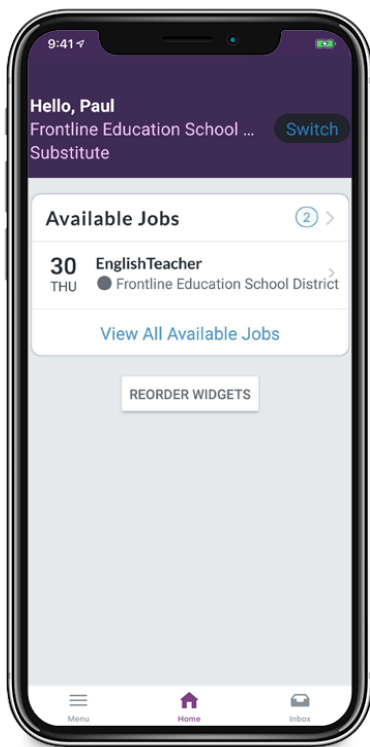 9:41
Hello, Paul
Frontline Education School ...
Switch
Substitute
Available Jobs
2
30
EnglishTeacher
THU
Frontline Education School District
View All Available Jobs
REORDER WIDGETS
Menu
Home
Inbox